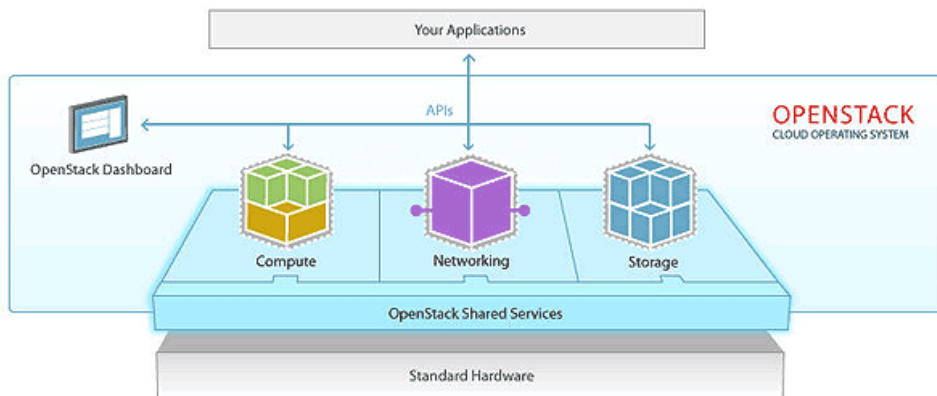 Your Applications
APIs
OPENSTACK
CLOUD OPERATING SYSTEM
OpenStack Dashboard
Compute
Networking
Storage
OpenStack Shared Services
Standard Hardware